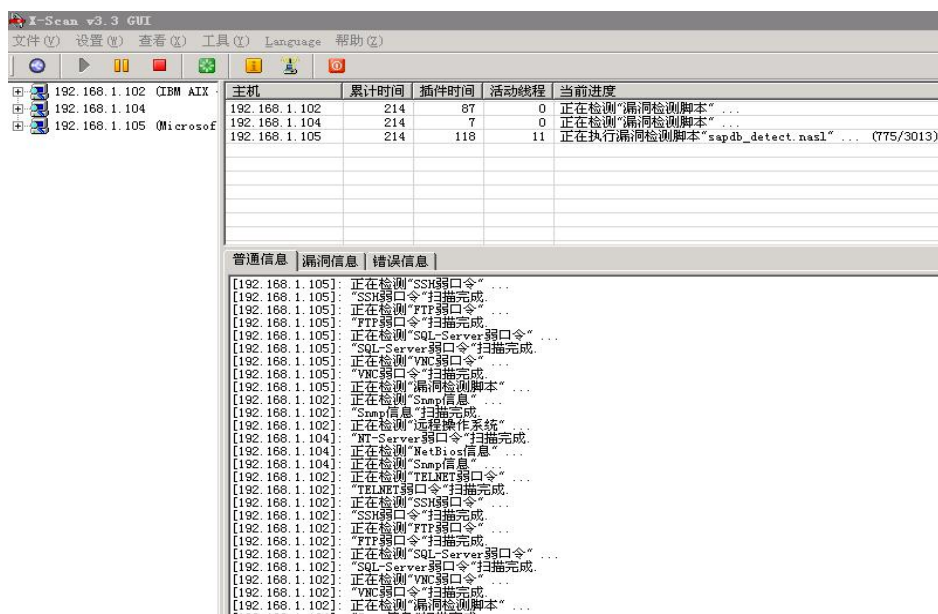 X-Scan v3.3 GUI
文件(V) 设置(W) 查看(X) 工具(Y) Language 帮助(Z)
192.168.1.102 (IBM AIX
192.168.1.104
192.168.1.105 (Microsof
主机 累计时间 插件时间 活动线程 当前进度
192.168.1.102 214 87 0 正在检测"漏洞检测脚本" ...
192.168.1.104 214 7 0 正在检测"漏洞检测脚本" ...
192.168.1.105 214 118 11 正在执行漏洞检测脚本"sapdb_detect.nasl" ... (775/3013)
普通信息 漏洞信息 错误信息
[192.168.1.105]: 正在检测"SSH弱口令" ...
[192.168.1.105]: "SSH弱口令"扫描完成.
[192.168.1.105]: 正在检测"FTP弱口令" ...
[192.168.1.105]: "FTP弱口令"扫描完成.
[192.168.1.105]: 正在检测"SQL-Server弱口令" ...
[192.168.1.105]: "SQL-Server弱口令"扫描完成.
[192.168.1.105]: 正在检测"VNC弱口令" ...
[192.168.1.105]: "VNC弱口令"扫描完成.
[192.168.1.105]: 正在检测"漏洞检测脚本" ...
[192.168.1.102]: 正在检测"Snmp信息" ...
[192.168.1.102]: "Snmp信息"扫描完成.
[192.168.1.102]: 正在检测"远程操作系统" ...
[192.168.1.104]: "NT-Server弱口令"扫描完成.
[192.168.1.104]: 正在检测"NetBios信息" ...
[192.168.1.104]: 正在检测"Snmp信息" ...
[192.168.1.102]: 正在检测"TELNET弱口令" ...
[192.168.1.102]: "TELNET弱口令"扫描完成.
[192.168.1.102]: 正在检测"SSH弱口令" ...
[192.168.1.102]: "SSH弱口令"扫描完成.
[192.168.1.102]: 正在检测"FTP弱口令" ...
[192.168.1.102]: "FTP弱口令"扫描完成.
[192.168.1.102]: 正在检测"SQL-Server弱口令" ...
[192.168.1.102]: "SQL-Server弱口令"扫描完成.
[192.168.1.102]: 正在检测"VNC弱口令" ...
[192.168.1.102]: "VNC弱口令"扫描完成.
[192.168.1.102]: 正在检测"漏洞检测脚本" ...